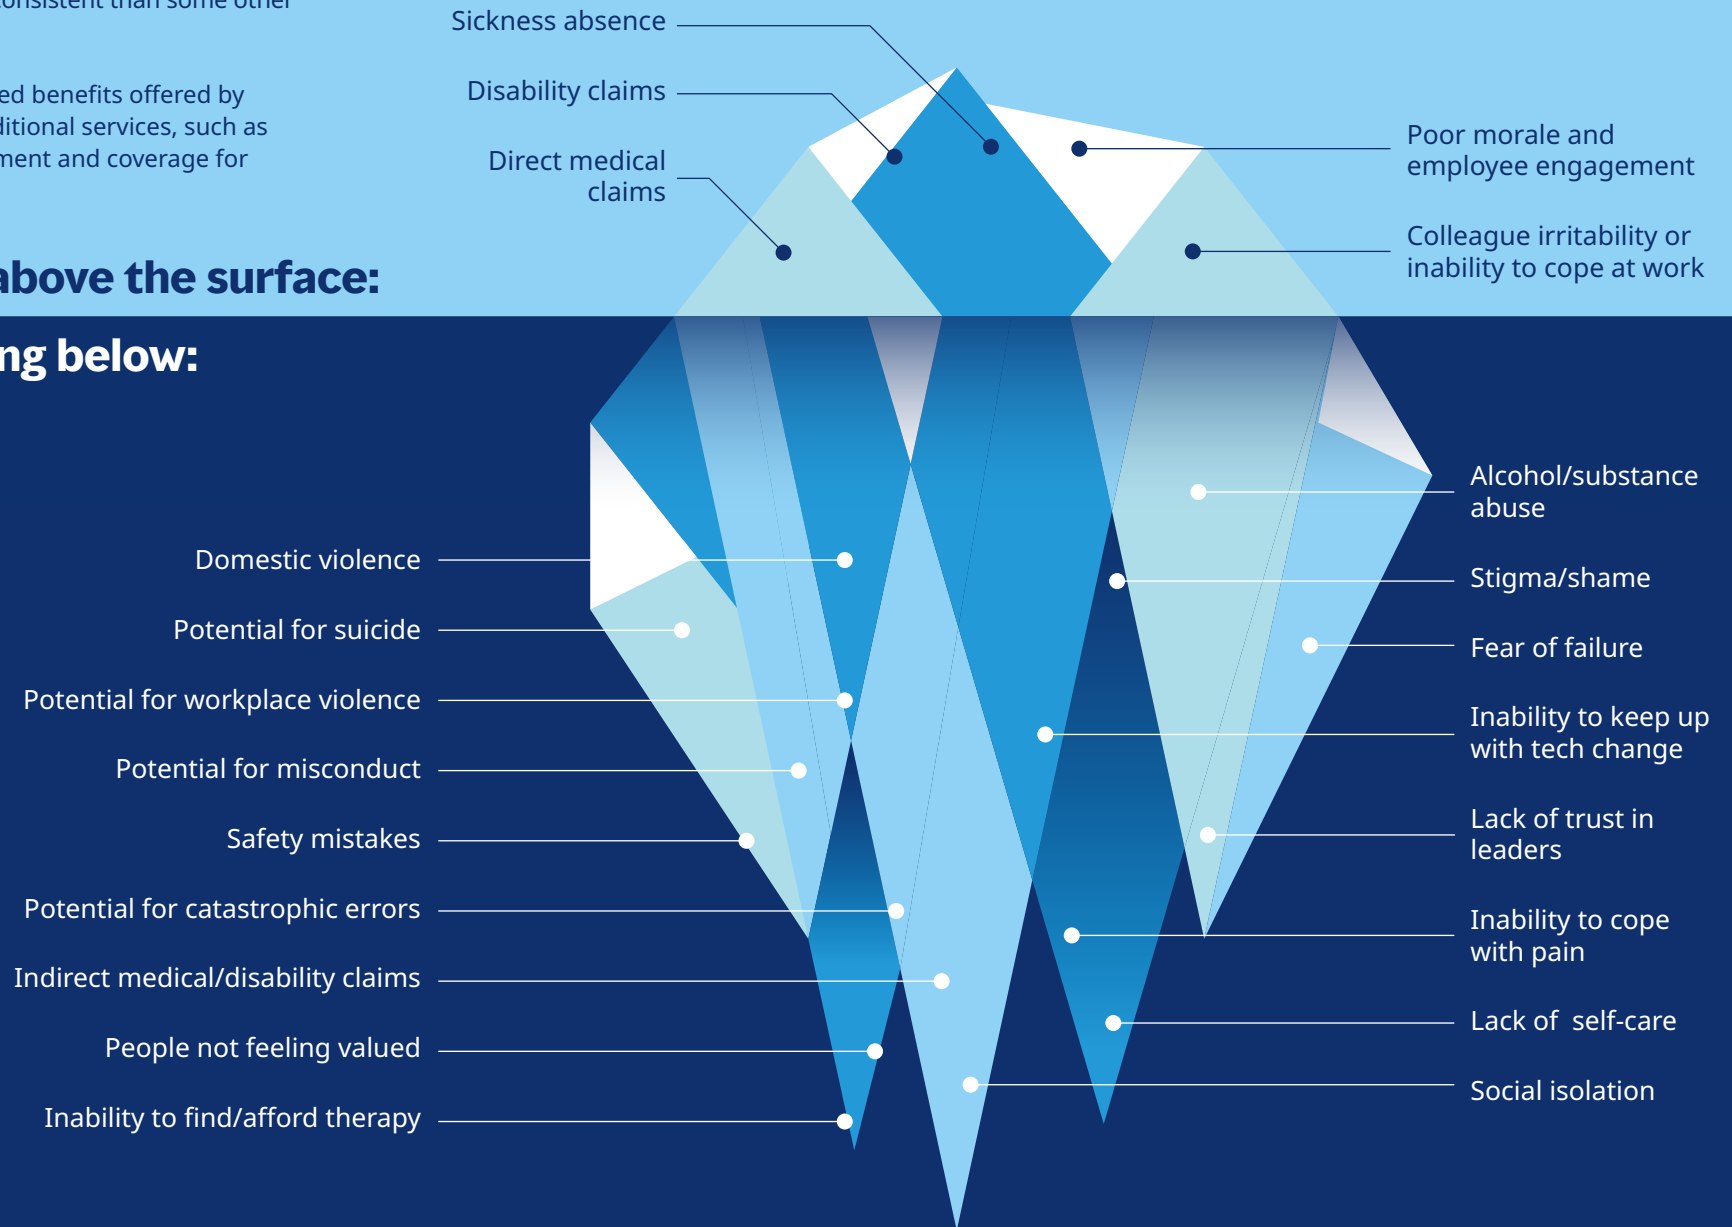 consistent than some other
ed benefits offered by
ditional services, such as
ment and coverage for
above the surface:
Sickness absence
Disability claims
Direct medical
claims
Poor morale and
employee engagement
Colleague irritability or
inability to cope at work
ng below:
Domestic violence
Potential for suicide
Potential for workplace violence
Potential for misconduct
Safety mistakes
Potential for catastrophic errors
Indirect medical/disability claims
People not feeling valued
Inability to find/afford therapy
Alcohol/substance
abuse
Stigma/shame
Fear of failure
Inability to keep up
with tech change
Lack of trust in
leaders
Inability to cope
with pain
Lack of  self-care
Social isolation